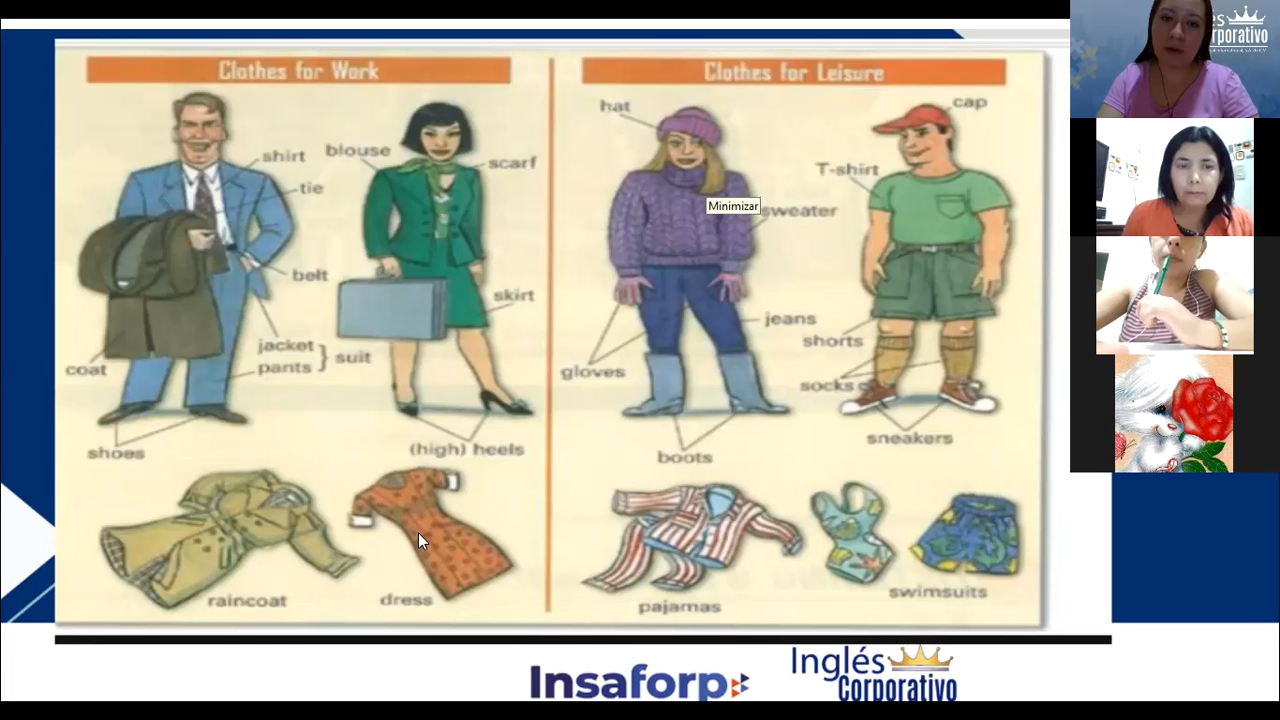 Clothes for Work
Clothes for Leisure
shirt
tie
blouse
scarf
belt
skirt
coat
jacket
pants
suit
shoes
(high) heels
raincoat
dress
hat
cap
T-shirt
Minimizar
sweater
jeans
shorts
gloves
socks
sneakers
boots
pajamas
swimsuits
Insaforp
Inglés
Corporativo